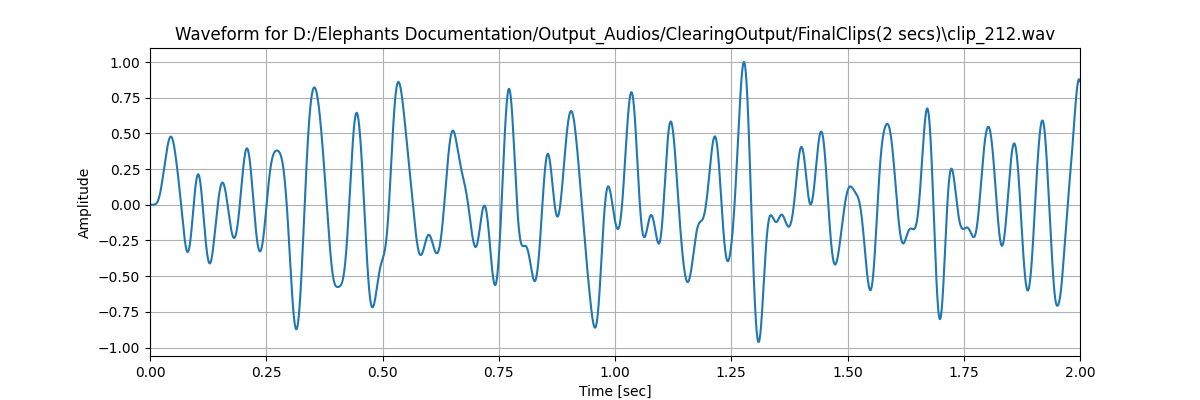 Waveform for D:/Elephants Documentation/Output_Audios/ClearingOutput/FinalClips(2 secs)\clip_212.wav
1.00
0.75
0.50
0.25
0.00
−0.25
−0.50
−0.75
−1.00
Amplitude
0.00 0.25 0.50 0.75 1.00 1.25 1.50 1.75 2.00
Time [sec]